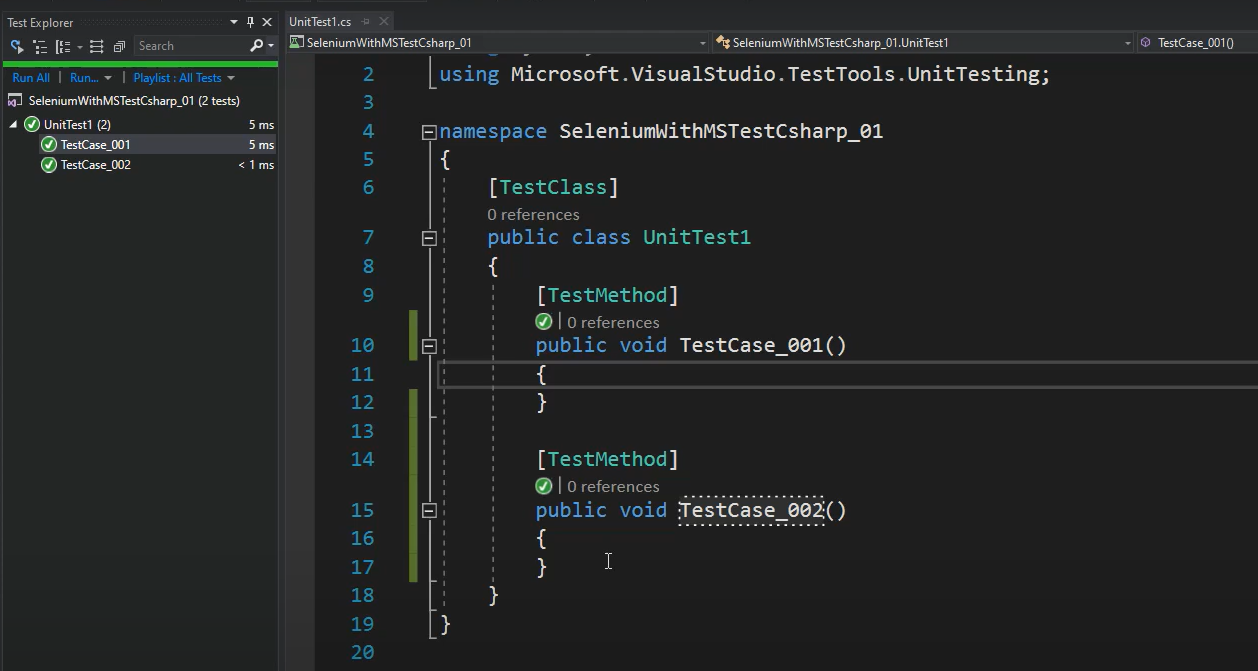 Test Explorer
Search
Run All | Run... | Playlist : All Tests
SeleniumWithMSTestCsharp_01 (2 tests)
UnitTest1 (2) 5 ms
TestCase_001 5 ms
TestCase_002 < 1 ms
UnitTest1.cs
SeleniumWithMSTestCsharp_01 SeleniumWithMSTestCsharp_01.UnitTest1 TestCase_001()
2 using Microsoft.VisualStudio.TestTools.UnitTesting;
3
4 namespace SeleniumWithMSTestCsharp_01
5 {
6 [TestClass]
0 references
7 public class UnitTest1
8 {
9 [TestMethod]
| 0 references
10 public void TestCase_001()
11 {
12 }
13
14 [TestMethod]
| 0 references
15 public void TestCase_002()
16 {
17 }
18 }
19 }
20